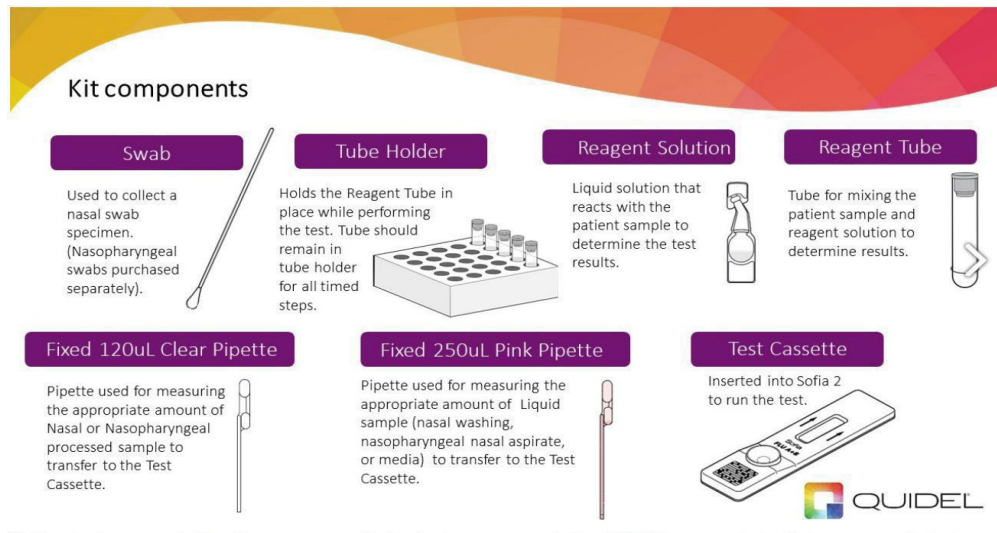 Kit components
Swab
Used to collect a
nasal swab
specimen.
(Nasopharyngeal
swabs purchased
separately).
Tube Holder
Holds the Reagent Tube in
place while performing
the test. Tube should
remain in
tube holder
for all timed
steps.
Reagent Solution
Liquid solution that
reacts with the
patient sample to
determine the test
results.
Reagent Tube
Tube for mixing the
patient sample and
reagent solution to
determine results.
Fixed 120uL Clear Pipette
Pipette used for measuring
the appropriate amount of
Nasal or Nasopharyngeal
processed sample to
transfer to the Test
Cassette.
Fixed 250uL Pink Pipette
Pipette used for measuring the
appropriate amount of Liquid
sample (nasal washing,
nasopharyngeal nasal aspirate,
or media) to transfer to the Test
Cassette.
Test Cassette
Inserted into Sofia 2
to run the test.
Sofia
FLU A+B
QUIDEL